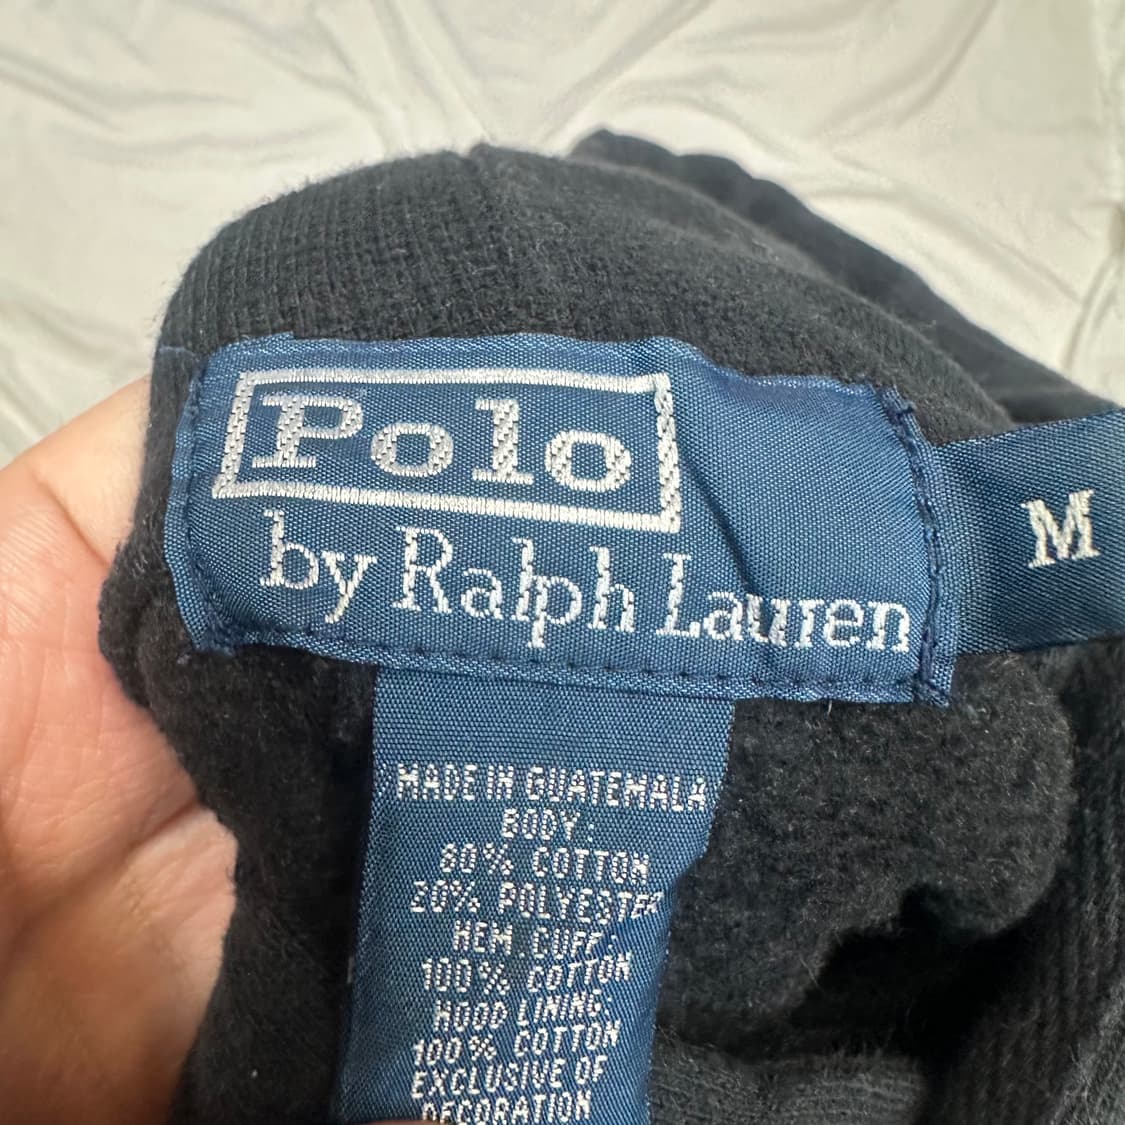 Polo
by Ralph Lauren
M
MADE IN GUATEMALA
BODY:
80% COTTON
20% POLYESTER
HEM.CUFF:
100% COTTON
HOOD LINING:
100% COTTON
EXCLUSIVE OF
DECORATION